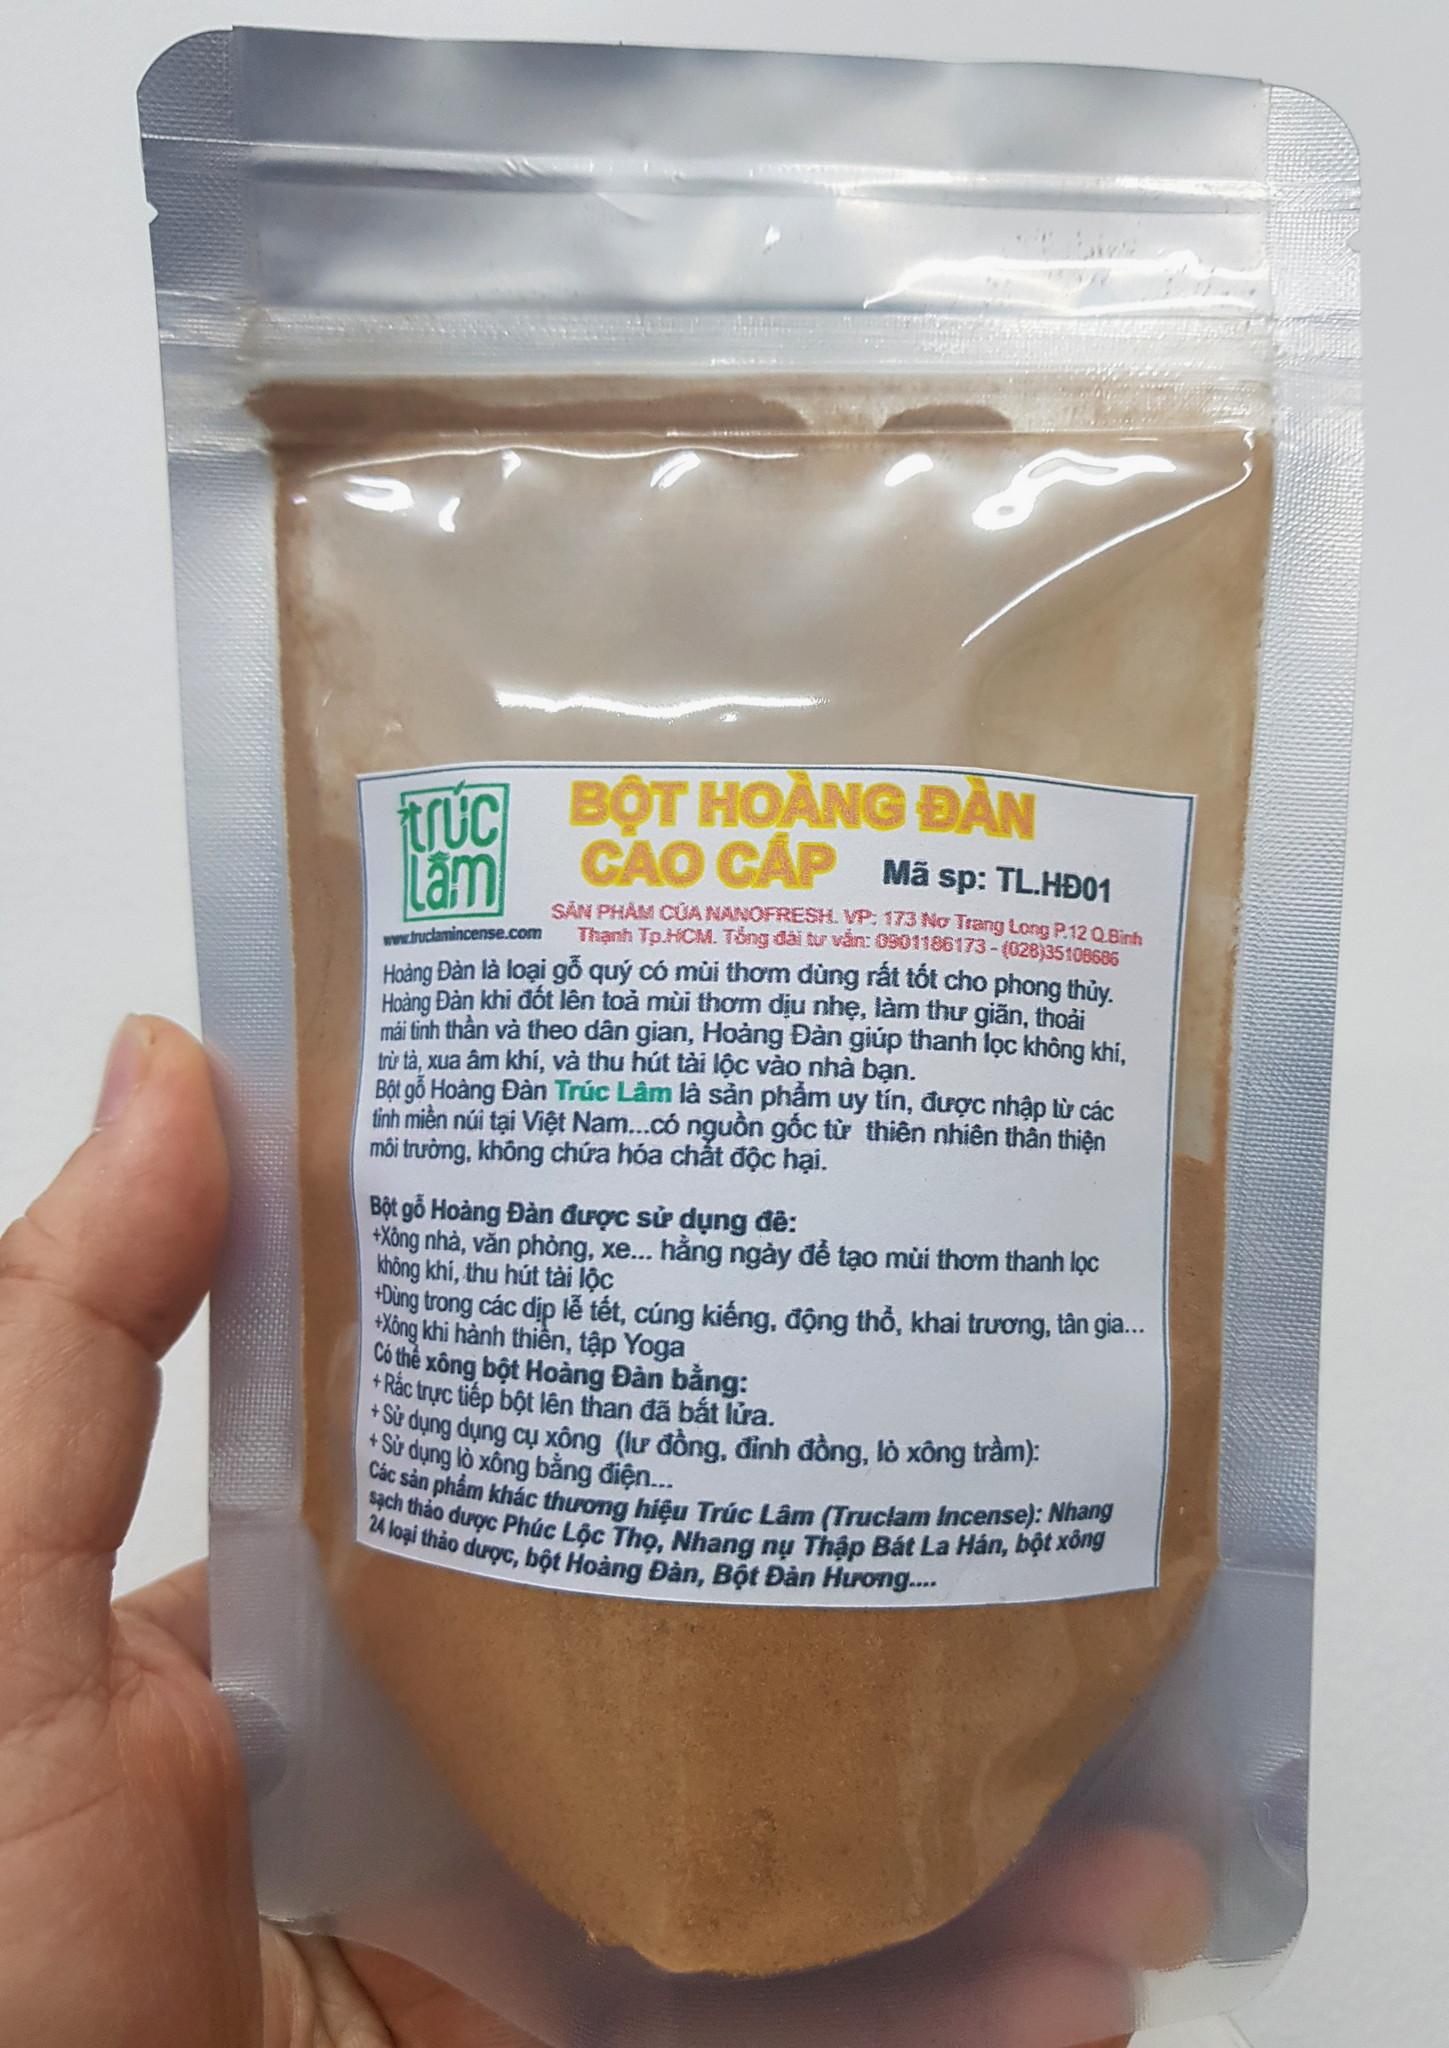 trúc
lâm
www.truclamincense.com
BỘT HOÀNG ĐÀN
CAO CẤP Mã sp: TL.HĐ01
SẢN PHẨM CỦA NANOFRESH. VP: 173 Nơ Trang Long P.12 Q.Bình
Thạnh Tp.HCM. Tổng đài tư vấn: 0901186173 - (028)35108686
Hoàng Đàn là loại gỗ quý có mùi thơm dùng rất tốt cho phong thủy.
Hoàng Đàn khi đốt lên toả mùi thơm dịu nhẹ, làm thư giãn, thoải
mái tinh thần và theo dân gian, Hoàng Đàn giúp thanh lọc không khí,
trừ tà, xua âm khí, và thu hút tài lộc vào nhà bạn.
Bột gỗ Hoàng Đàn Trúc Lâm là sản phẩm uy tín, được nhập từ các
tỉnh miền núi tại Việt Nam...có nguồn gốc từ thiên nhiên thân thiện
môi trường, không chứa hóa chất độc hại.
Bột gỗ Hoàng Đàn được sử dụng để:
+Xông nhà, văn phòng, xe... hằng ngày để tạo mùi thơm thanh lọc
không khí, thu hút tài lộc
+Dùng trong các dịp lễ tết, cúng kiếng, động thổ, khai trương, tân gia...
+Xông khi hành thiền, tập Yoga
Có thể xông bột Hoàng Đàn bằng:
+ Rắc trực tiếp bột lên than đã bắt lửa.
+ Sử dụng dụng cụ xông (lư đồng, đỉnh đồng, lò xông trầm):
+ Sử dụng lò xông bằng điện...
Các sản phẩm khác thương hiệu Trúc Lâm (Truclam Incense): Nhang
sạch thảo dược Phúc Lộc Thọ, Nhang nụ Thập Bát La Hán, bột xông
24 loại thảo dược, bột Hoàng Đàn, Bột Đàn Hương....